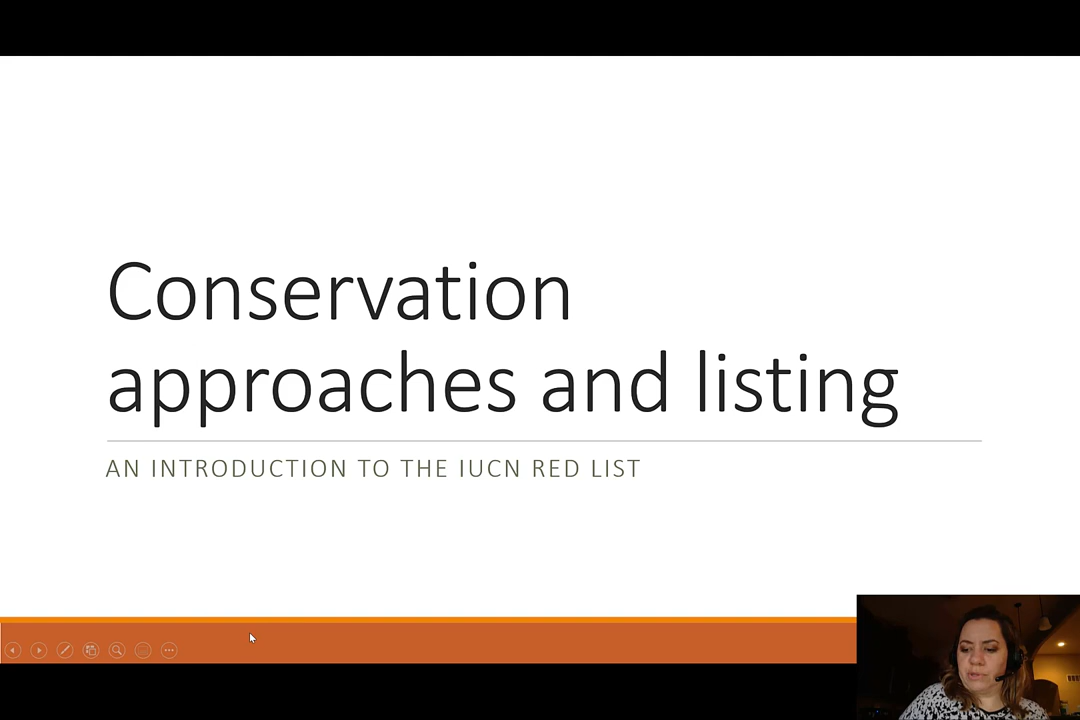 Conservation
approaches and listing
AN INTRODUCTION TO THE IUCN RED LIST